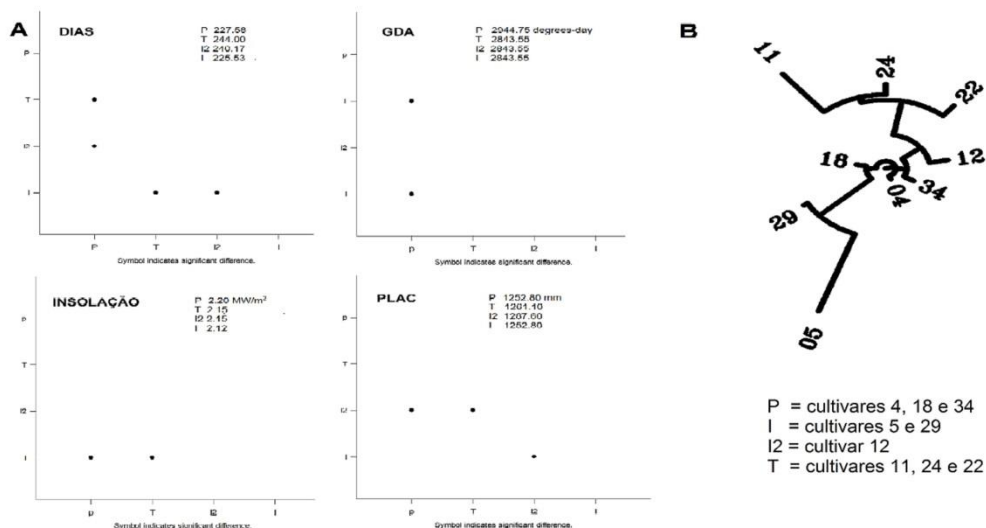 A
DIAS
P 227.58
T 244.00
I2 240.17
I 225.53
P
T
I2
I
P T I2 I
Symbol indicates significant difference.
GDA
P 2944.75 degrees-day
T 2843.55
I2 2843.55
I 2843.55
P
I
I2
I
p T I2 I
Symbol indicates significant difference.
INSOLAÇÃO
P 2.20 MW/m²
T 2.15
I2 2.15
I 2.12
P
T
I2
I
p T I2 I
Symbol indicates significant difference.
PLAC
P 1252.80 mm
T 1201.10
I2 1287.60
I 1252.80
P
T
I2
I
P T I2 I
Symbol indicates significant difference.
B
11
24
22
12
18
04
34
29
05
P = cultivares 4, 18 e 34
I = cultivares 5 e 29
I2 = cultivar 12
T = cultivares 11, 24 e 22